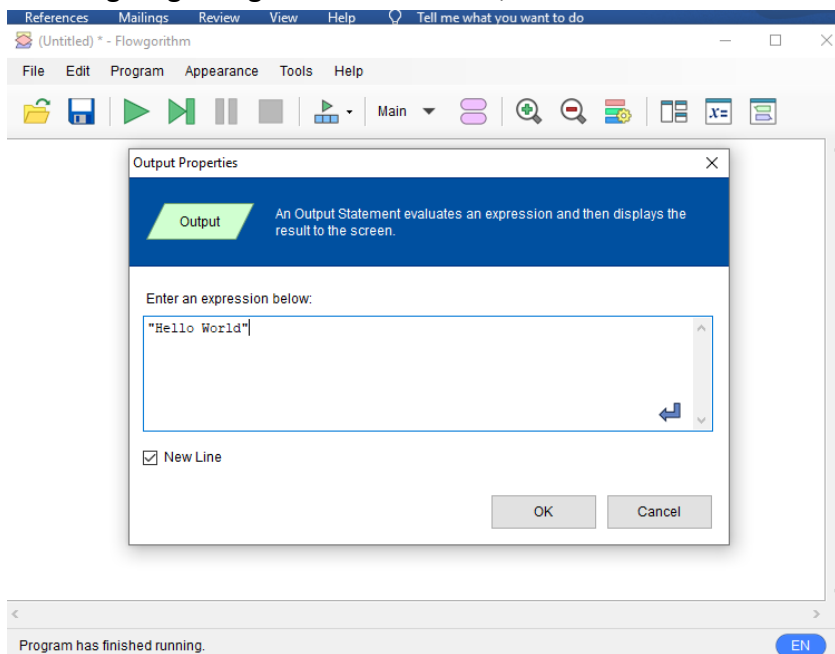 References Mailings Review View Help Tell me what you want to do
(Untitled) * - Flowgorithm
File Edit Program Appearance Tools Help
Main
x=
Output Properties
Output
An Output Statement evaluates an expression and then displays the
result to the screen.
Enter an expression below:
"Hello World"
New Line
OK Cancel
Program has finished running.
EN